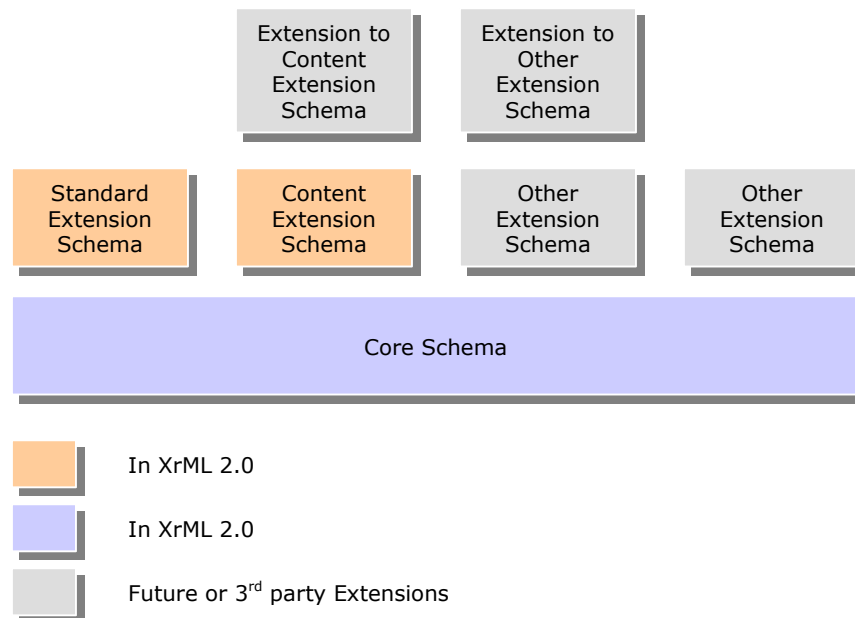 Extension to
Content
Extension
Schema
Extension to
Other
Extension
Schema
Standard
Extension
Schema
Content
Extension
Schema
Other
Extension
Schema
Other
Extension
Schema
Core Schema
In XrML 2.0
In XrML 2.0
Future or 3rd party Extensions